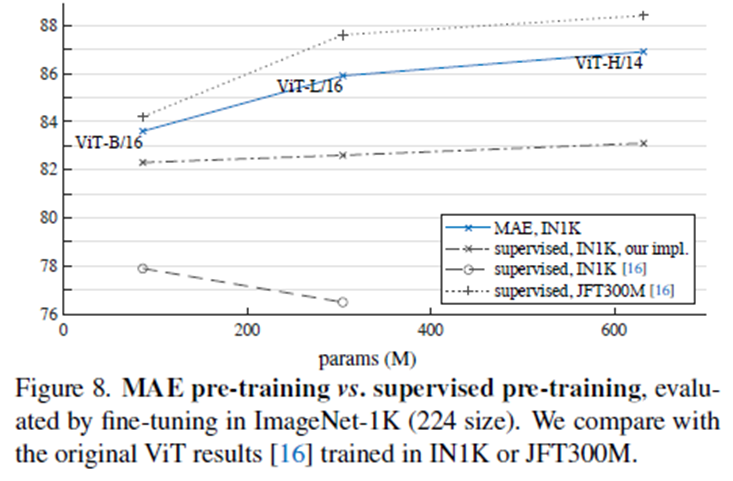 88
86
84
82
80
78
76
0
200
400
600
params (M)
ViT-B/16
ViT-L/16
ViT-H/14
MAE, IN1K
supervised, IN1K, our impl.
supervised, IN1K [16]
supervised, JFT300M [16]
Figure 8. MAE pre-training vs. supervised pre-training, evalu-
ated by fine-tuning in ImageNet-1K (224 size). We compare with
the original ViT results [16] trained in IN1K or JFT300M.